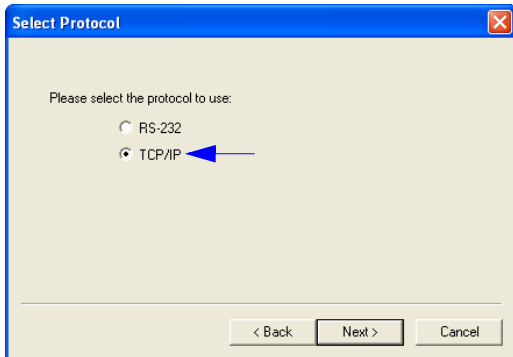 Select Protocol
Please select the protocol to use:
RS-232
TCP/IP
< Back Next > Cancel